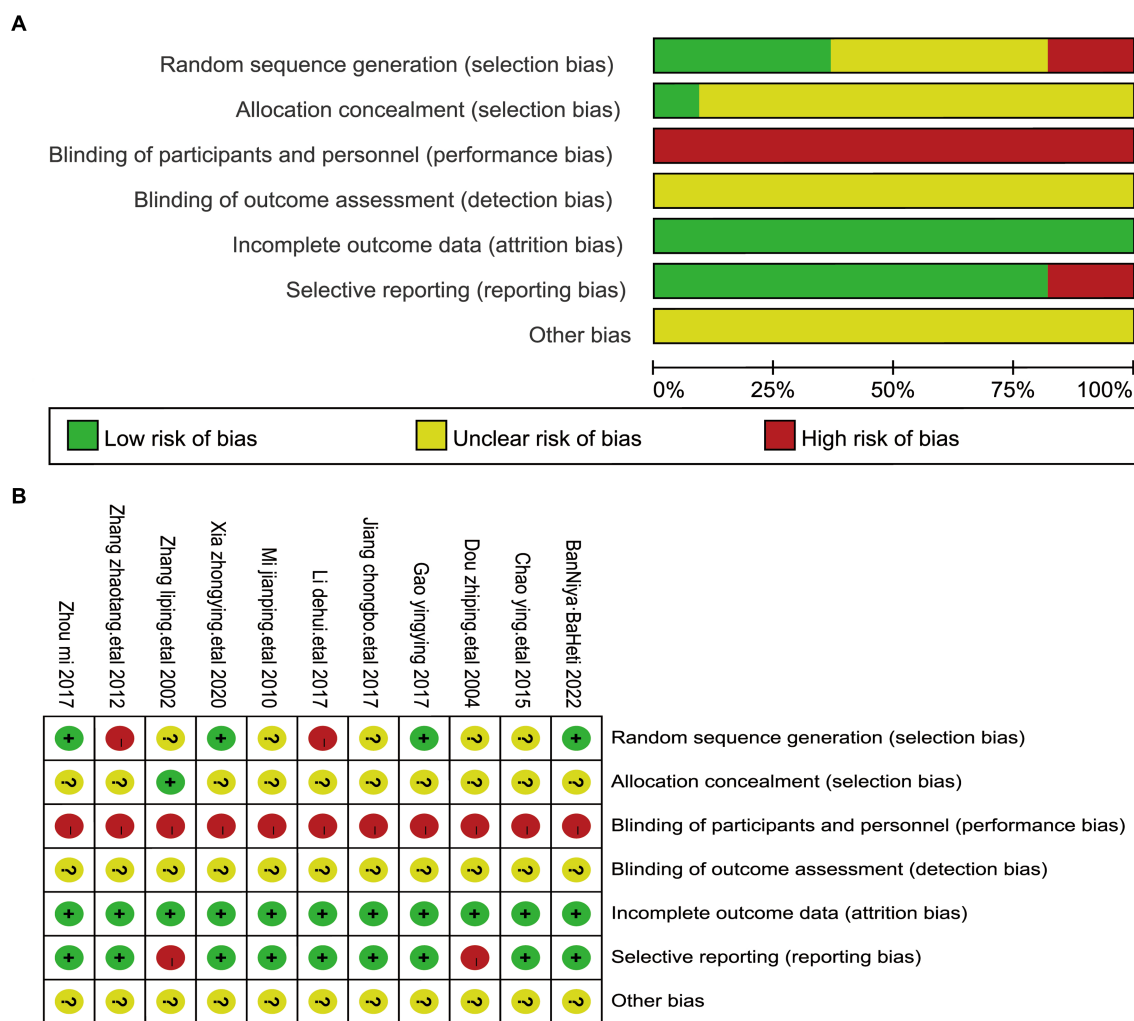 A
Random sequence generation (selection bias)
Allocation concealment (selection bias)
Blinding of participants and personnel (performance bias)
Blinding of outcome assessment (detection bias)
Incomplete outcome data (attrition bias)
Selective reporting (reporting bias)
Other bias
0% 25% 50% 75% 100%
Low risk of bias Unclear risk of bias High risk of bias
B
Zhou mi 2017
Zhang zhaotang.etal 2012
Zhang liping.etal 2002
Xia zhongying.etal 2020
Mi jianping.etal 2010
Li dehui.etal 2017
Jiang chongbo.etal 2017
Gao yingying 2017
Dou zhiping.etal 2004
Chao ying.etal 2015
BanNiya·BaHeti 2022
+ – ? + ? – ? + ? ? + Random sequence generation (selection bias)
? ? + ? ? ? ? ? ? ? ? Allocation concealment (selection bias)
– – – – – – – – – – – Blinding of participants and personnel (performance bias)
? ? ? ? ? ? ? ? ? ? ? Blinding of outcome assessment (detection bias)
+ + + + + + + + + + + Incomplete outcome data (attrition bias)
+ + – + + + + + – + + Selective reporting (reporting bias)
? ? ? ? ? ? ? ? ? ? ? Other bias